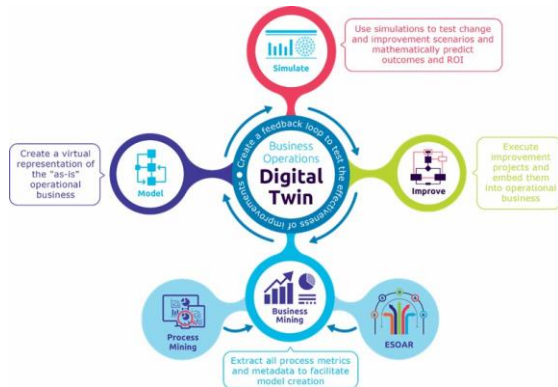 Use simulations to test change
and improvement scenarios and
mathematically predict
outcomes and ROI
Simulate
Create a feedback loop to test the effectiveness of improvements
Business
Operations
Digital
Twin
Create a virtual
representation of
the "as-is"
operational
business
Model
Improve
Execute
improvement
projects and
embed them
into operational
business
Business
Mining
Process
Mining
ESOAR
Extract all process metrics
and metadata to facilitate
model creation